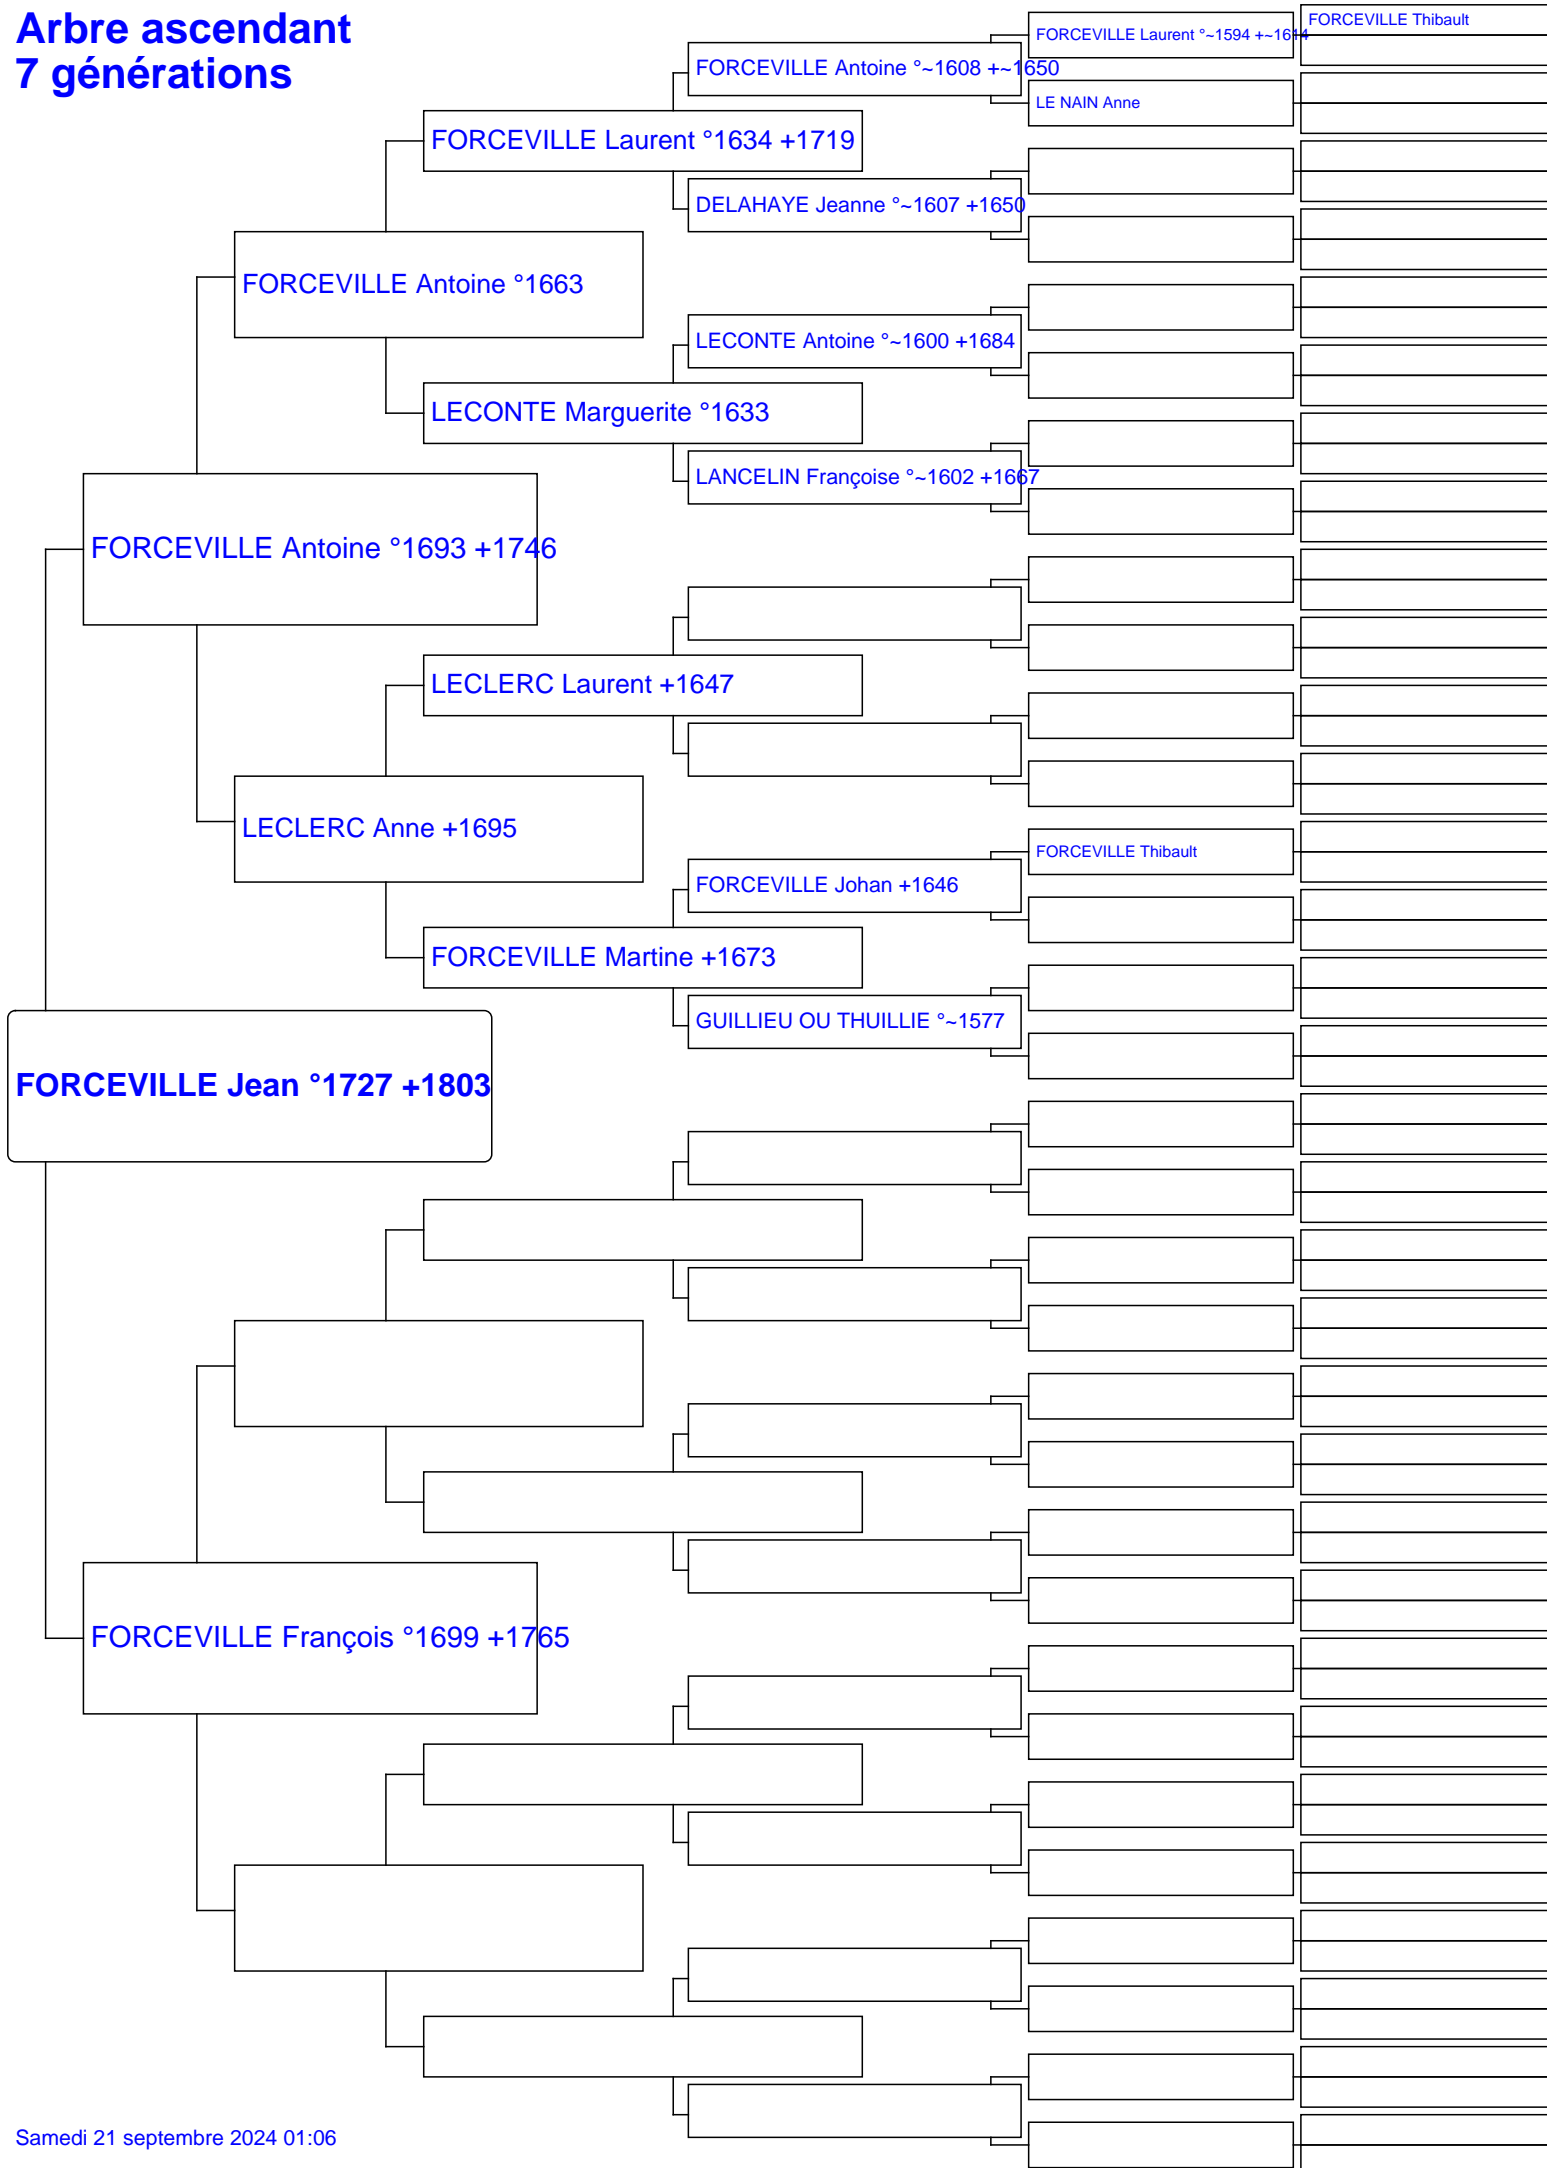 Arbre ascendant
7 générations
FORCEVILLE Thibault
FORCEVILLE Laurent °~1594 +~1614
FORCEVILLE Antoine °~1608 +~1650
LE NAIN Anne
FORCEVILLE Laurent °1634 +1719
DELAHAYE Jeanne °~1607 +1650
FORCEVILLE Antoine °1663
LECONTE Antoine °~1600 +1684
LECONTE Marguerite °1633
LANCELIN Françoise °~1602 +1667
FORCEVILLE Antoine °1693 +1746
LECLERC Laurent +1647
LECLERC Anne +1695
FORCEVILLE Thibault
FORCEVILLE Johan +1646
FORCEVILLE Martine +1673
GUILLIEU OU THUILLIE °~1577
FORCEVILLE Jean °1727 +1803
FORCEVILLE François °1699 +1765
Samedi 21 septembre 2024 01:06